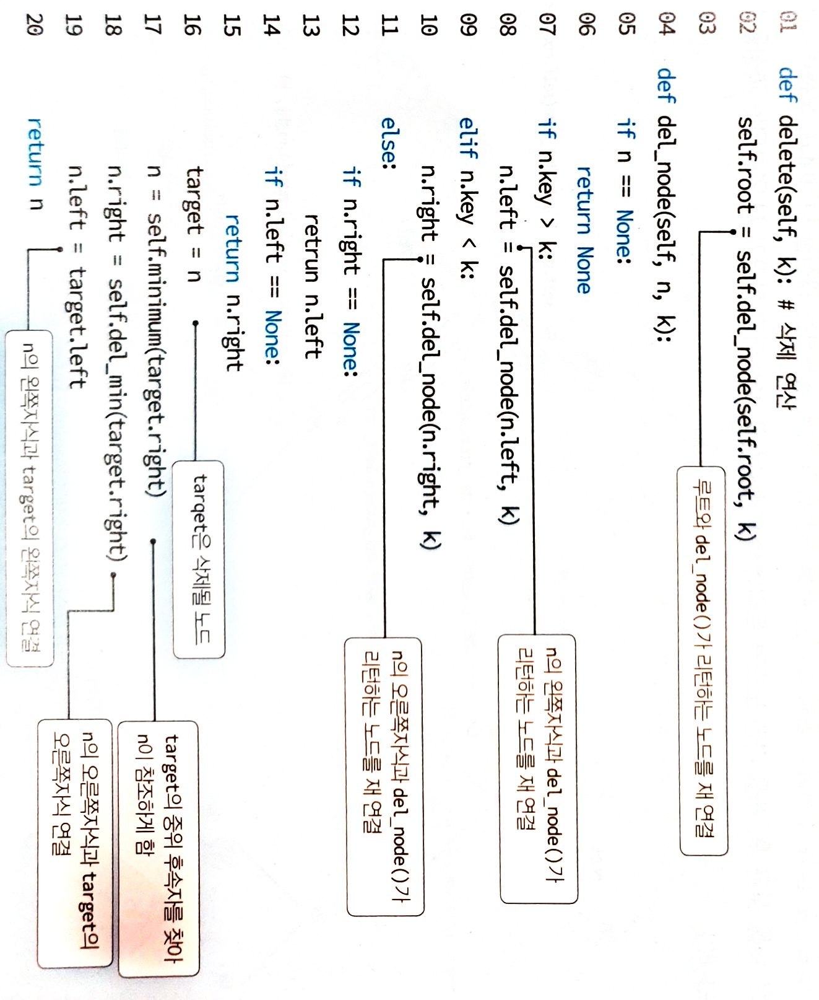 01 def delete(self, k): # 삭제 연산
02 self.root = self.del_node(self.root, k)
03
루트와 del_node()가 리턴하는 노드를 재 연결
04 def del_node(self, n, k):
05 if n == None:
06 return None
07 if n.key > k:
08 n.left = self.del_node(n.left, k)
n의 왼쪽자식과 del_node()가
리턴하는 노드를 재 연결
09 elif n.key < k:
10 n.right = self.del_node(n.right, k)
n의 오른쪽자식과 del_node()가
리턴하는 노드를 재 연결
11 else:
12 if n.right == None:
13 retrun n.left
14 if n.left == None:
15 return n.right
16 target = n
target은 삭제될 노드
17 n = self.minimum(target.right)
target의 중위 후속자를 찾아
n이 참조하게 함
18 n.right = self.del_min(target.right)
n의 오른쪽자식과 target의
오른쪽자식 연결
19 n.left = target.left
n의 왼쪽자식과 target의 왼쪽자식 연결
20 return n